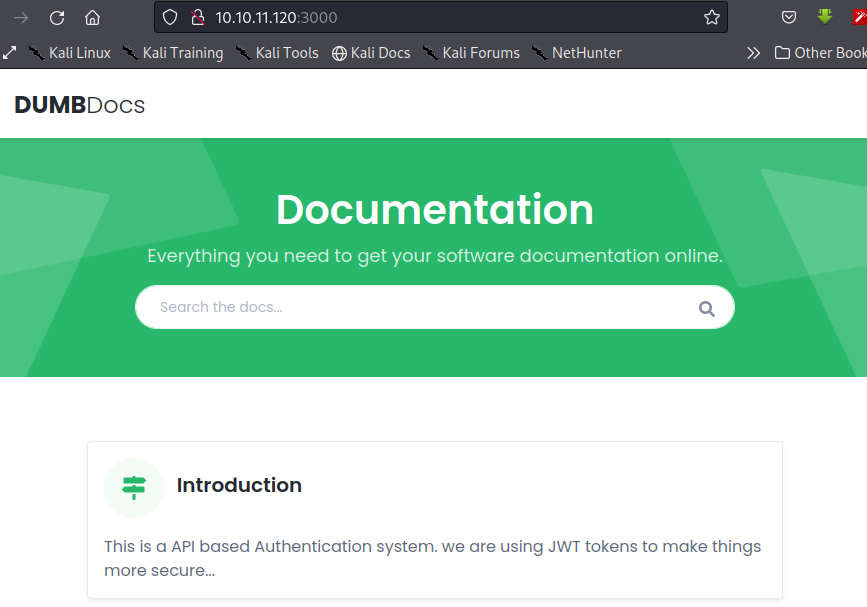 10.10.11.120:3000
Kali Linux Kali Training Kali Tools Kali Docs Kali Forums NetHunter Other Book
DUMBDocs
Documentation
Everything you need to get your software documentation online.
Search the docs...
Introduction
This is a API based Authentication system. we are using JWT tokens to make things
more secure...